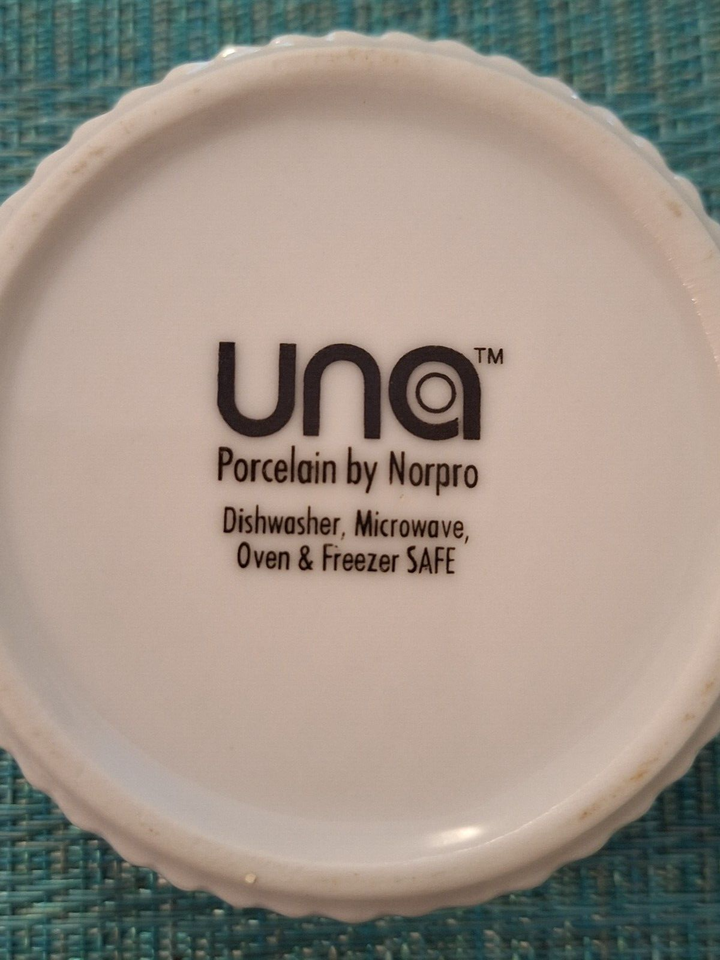 una™
Porcelain by Norpro
Dishwasher, Microwave,
Oven & Freezer SAFE